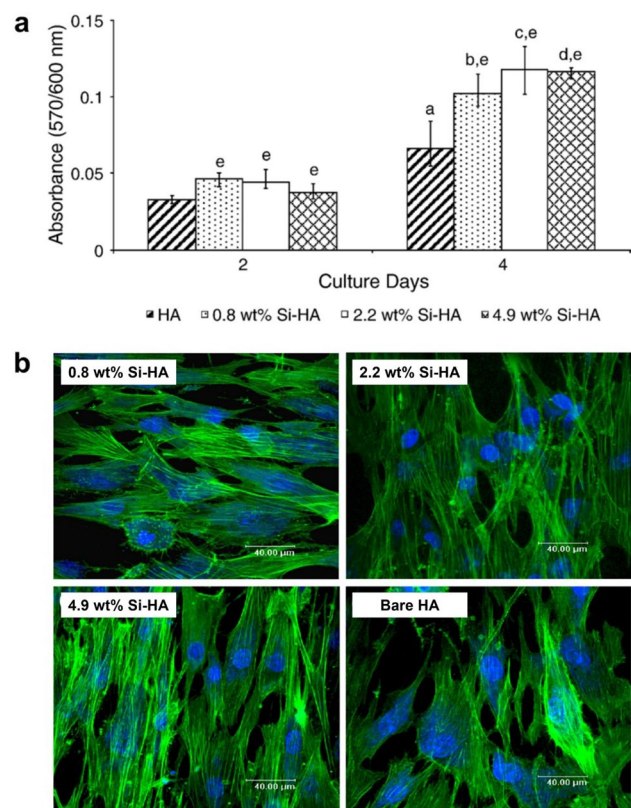 a
Absorbance (570/600 nm)
0.15
0.1
0.05
0
e
e
e
a
b,e
c,e
d,e
2
4
Culture Days
HA
0.8 wt% Si-HA
2.2 wt% Si-HA
4.9 wt% Si-HA
b
0.8 wt% Si-HA
2.2 wt% Si-HA
40.00 µm
40.00 µm
4.9 wt% Si-HA
Bare HA
40.00 µm
40.00 µm